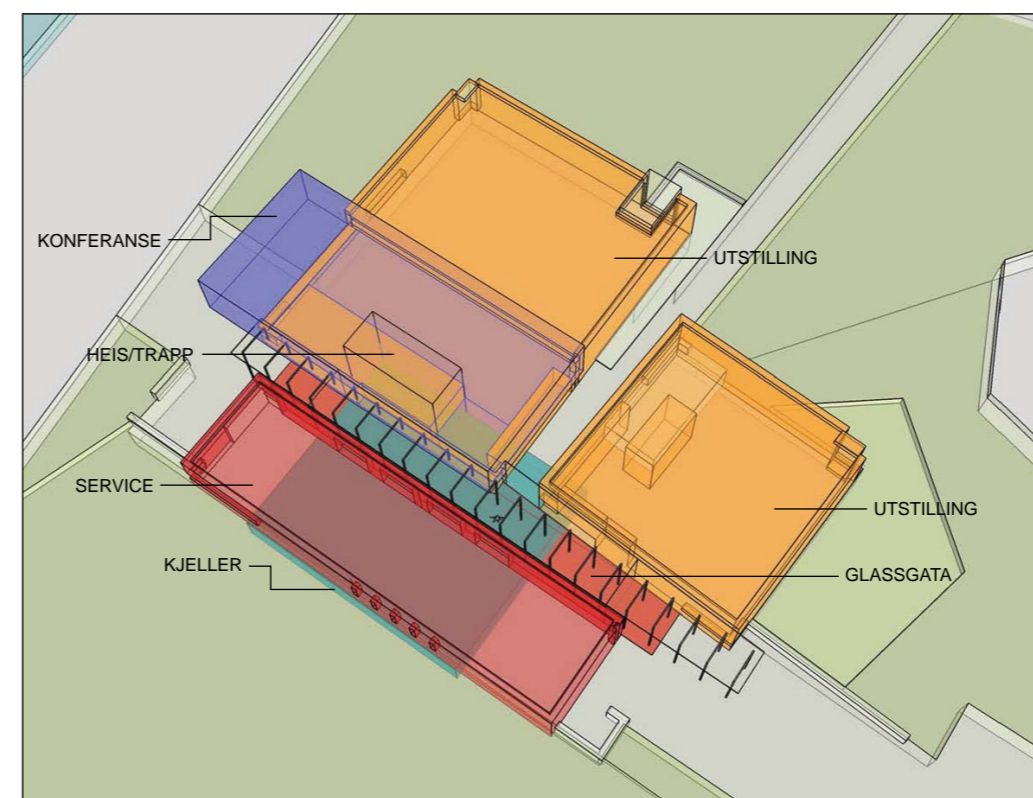 KONFERANSE
UTSTILLING
HEIS/TRAPP
SERVICE
UTSTILLING
KJELLER
GLASSGATA